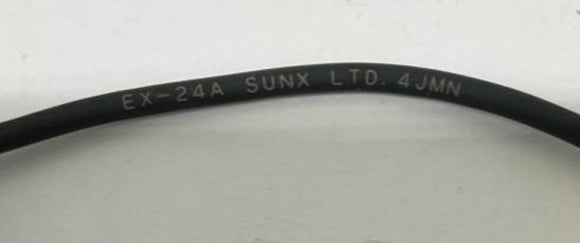 EX-24A SUNX LTD. 4JMN